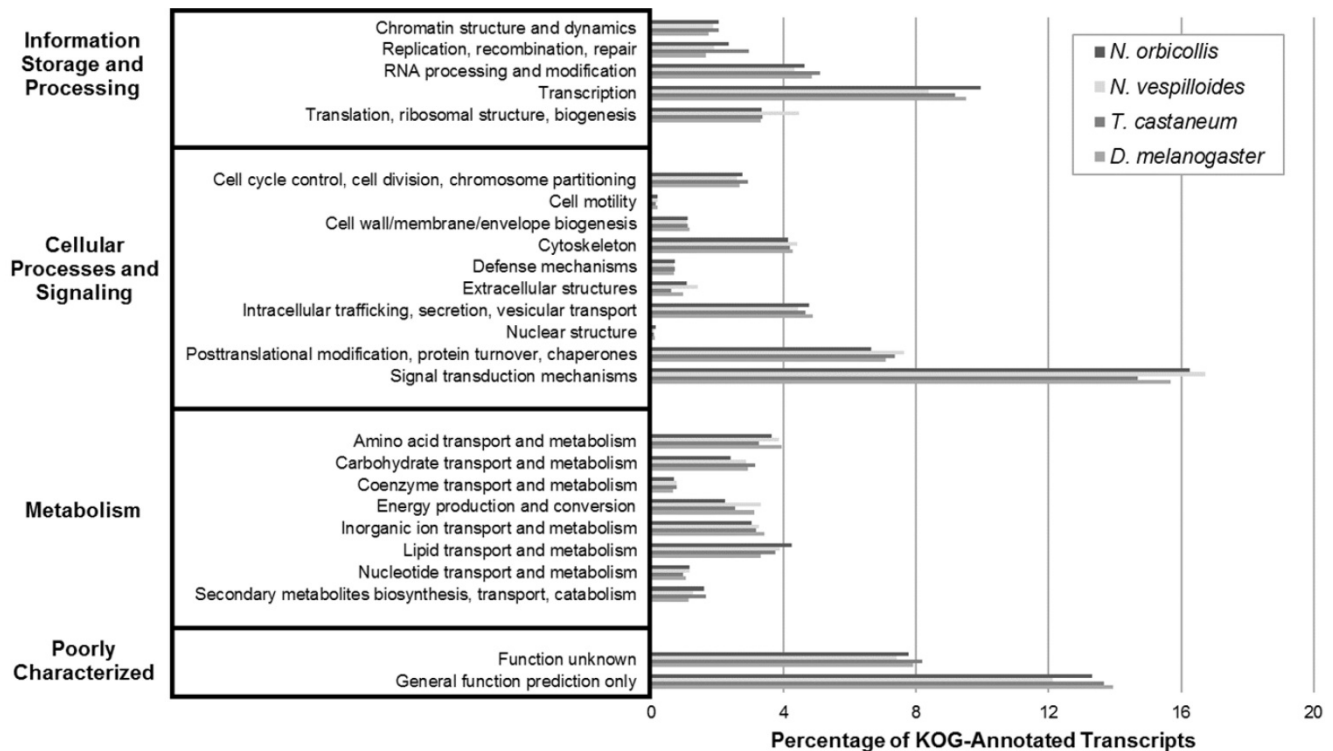 Information
Storage and
Processing
Chromatin structure and dynamics
Replication, recombination, repair
RNA processing and modification
Transcription
Translation, ribosomal structure, biogenesis
Cellular
Processes and
Signaling
Cell cycle control, cell division, chromosome partitioning
Cell motility
Cell wall/membrane/envelope biogenesis
Cytoskeleton
Defense mechanisms
Extracellular structures
Intracellular trafficking, secretion, vesicular transport
Nuclear structure
Posttranslational modification, protein turnover, chaperones
Signal transduction mechanisms
Metabolism
Amino acid transport and metabolism
Carbohydrate transport and metabolism
Coenzyme transport and metabolism
Energy production and conversion
Inorganic ion transport and metabolism
Lipid transport and metabolism
Nucleotide transport and metabolism
Secondary metabolites biosynthesis, transport, catabolism
Poorly
Characterized
Function unknown
General function prediction only
N. orbicollis
N. vespilloides
T. castaneum
D. melanogaster
0 4 8 12 16 20
Percentage of KOG-Annotated Transcripts